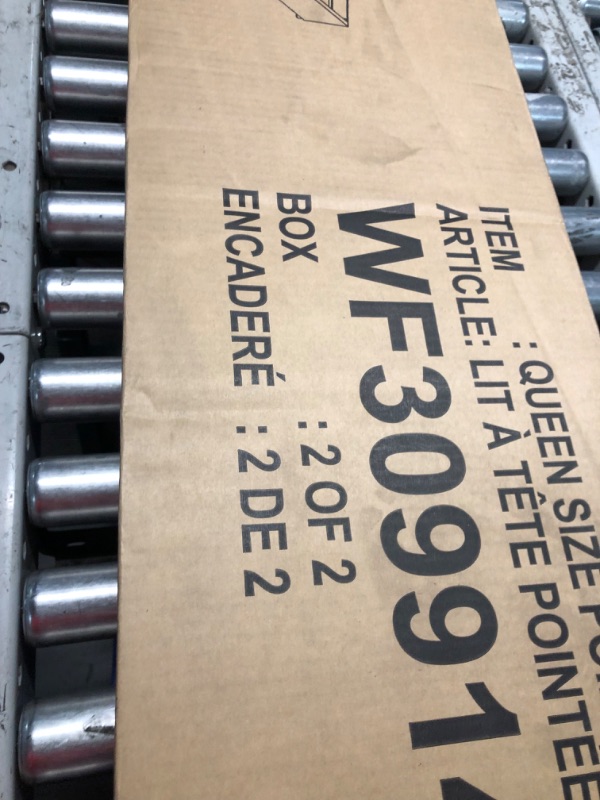 ITEM : QUEEN SIZE
ARTICLE: LIT À TÊTE POINTEE
WF30991
BOX : 2 OF 2
ENCADERÉ : 2 DE 2